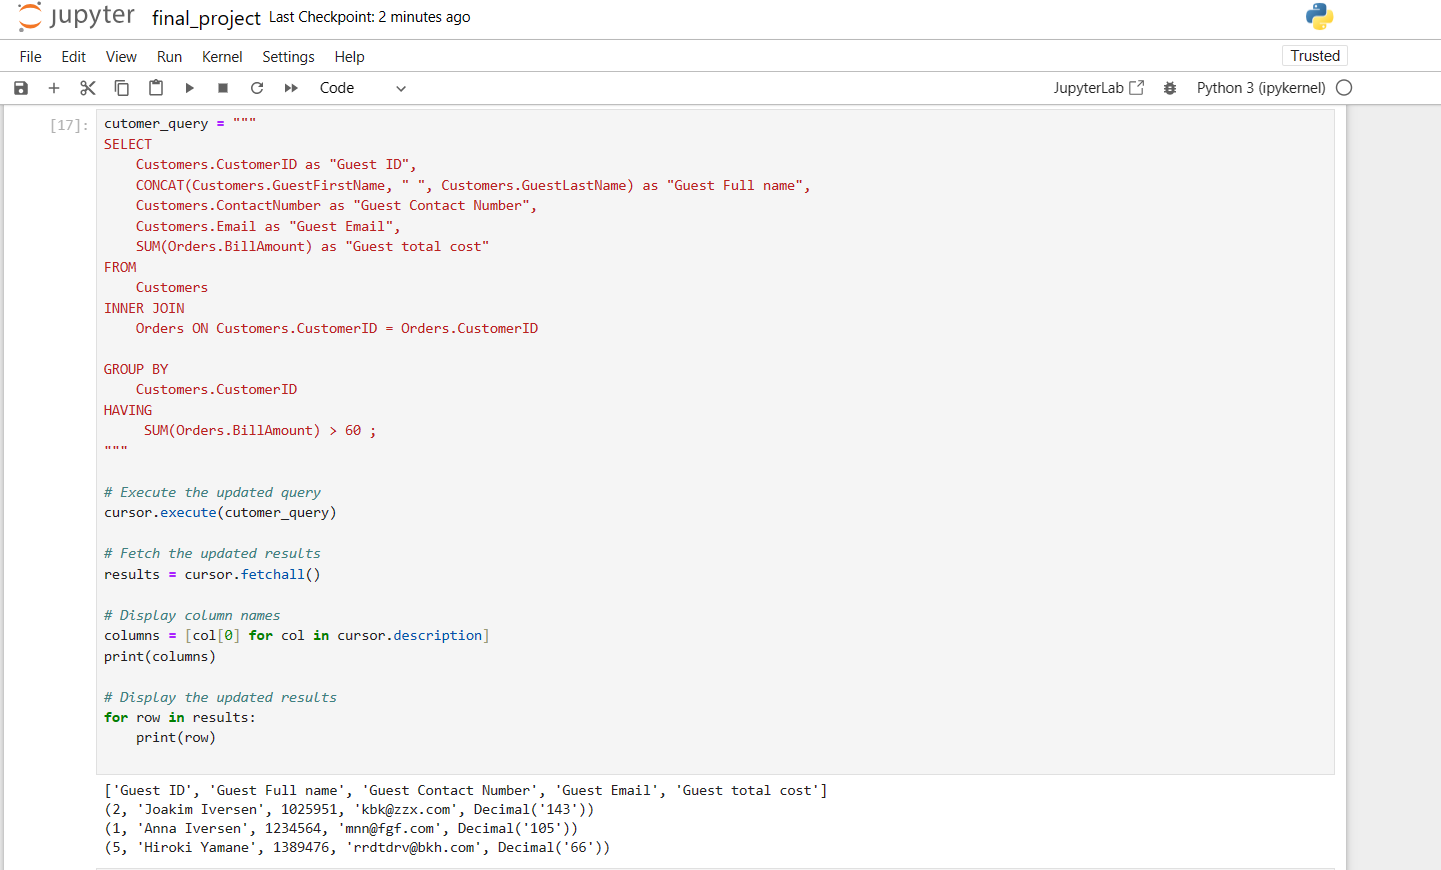 jupyter final_project Last Checkpoint: 2 minutes ago
File Edit View Run Kernel Settings Help Trusted
Code JupyterLab Python 3 (ipykernel)
[17]: cutomer_query = """
SELECT
    Customers.CustomerID as "Guest ID",
    CONCAT(Customers.GuestFirstName, " ", Customers.GuestLastName) as "Guest Full name",
    Customers.ContactNumber as "Guest Contact Number",
    Customers.Email as "Guest Email",
    SUM(Orders.BillAmount) as "Guest total cost"
FROM
    Customers
INNER JOIN
    Orders ON Customers.CustomerID = Orders.CustomerID
GROUP BY
    Customers.CustomerID
HAVING
     SUM(Orders.BillAmount) > 60 ;
"""
# Execute the updated query
cursor.execute(cutomer_query)
# Fetch the updated results
results = cursor.fetchall()
# Display column names
columns = [col[0] for col in cursor.description]
print(columns)
# Display the updated results
for row in results:
    print(row)
['Guest ID', 'Guest Full name', 'Guest Contact Number', 'Guest Email', 'Guest total cost']
(2, 'Joakim Iversen', 1025951, 'kbk@zzx.com', Decimal('143'))
(1, 'Anna Iversen', 1234564, 'mnn@fgf.com', Decimal('105'))
(5, 'Hiroki Yamane', 1389476, 'rrdtdrv@bkh.com', Decimal('66'))